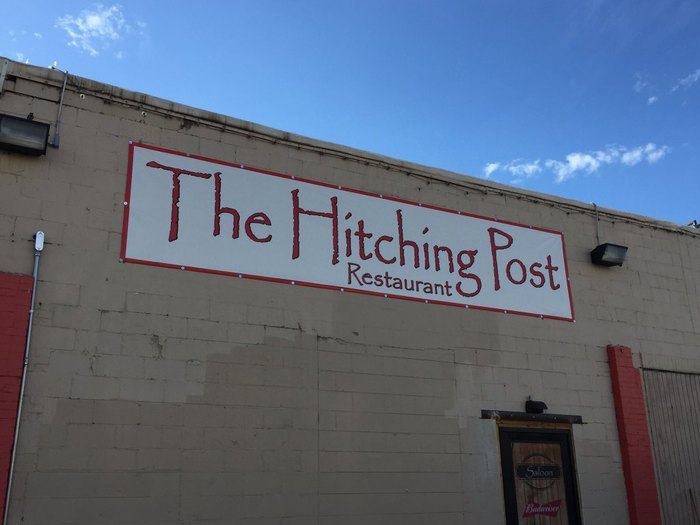 The Hitching Post
Restaurant
Saloon
Budweiser